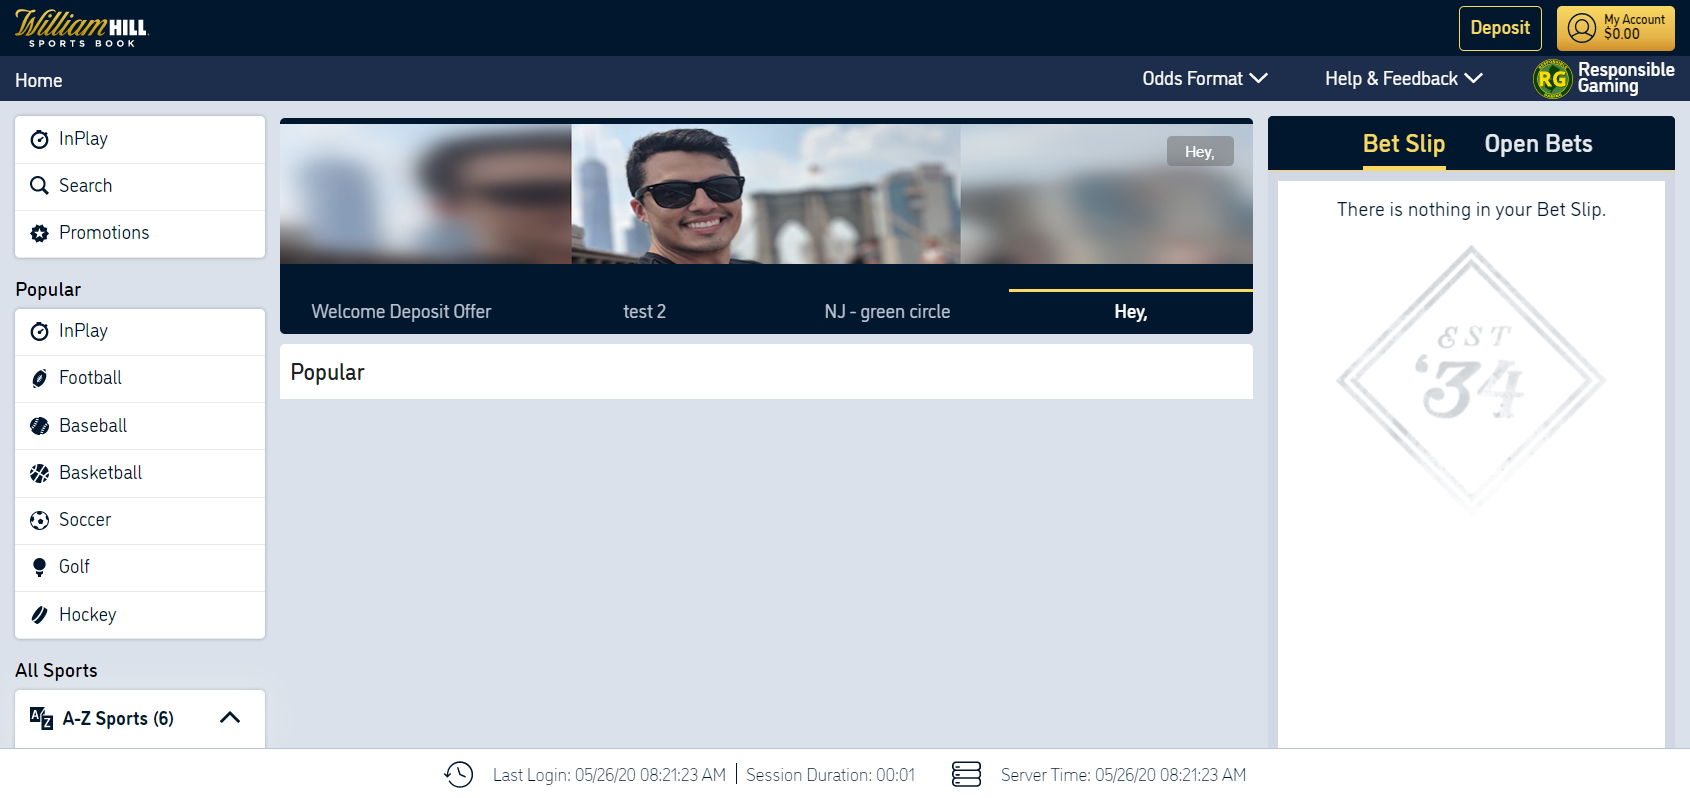 William HILL
SPORTS BOOK
Deposit
My Account
$0.00
Home
Odds Format
Help & Feedback
RG
Responsible
Gaming
InPlay
Search
Promotions
Popular
InPlay
Football
Baseball
Basketball
Soccer
Golf
Hockey
All Sports
A-Z Sports (6)
Hey,
Welcome Deposit Offer
test 2
NJ - green circle
Hey,
Popular
Bet Slip
Open Bets
There is nothing in your Bet Slip.
EST
‘34
Last Login: 05/26/20 08:21:23 AM
Session Duration: 00:01
Server Time: 05/26/20 08:21:23 AM